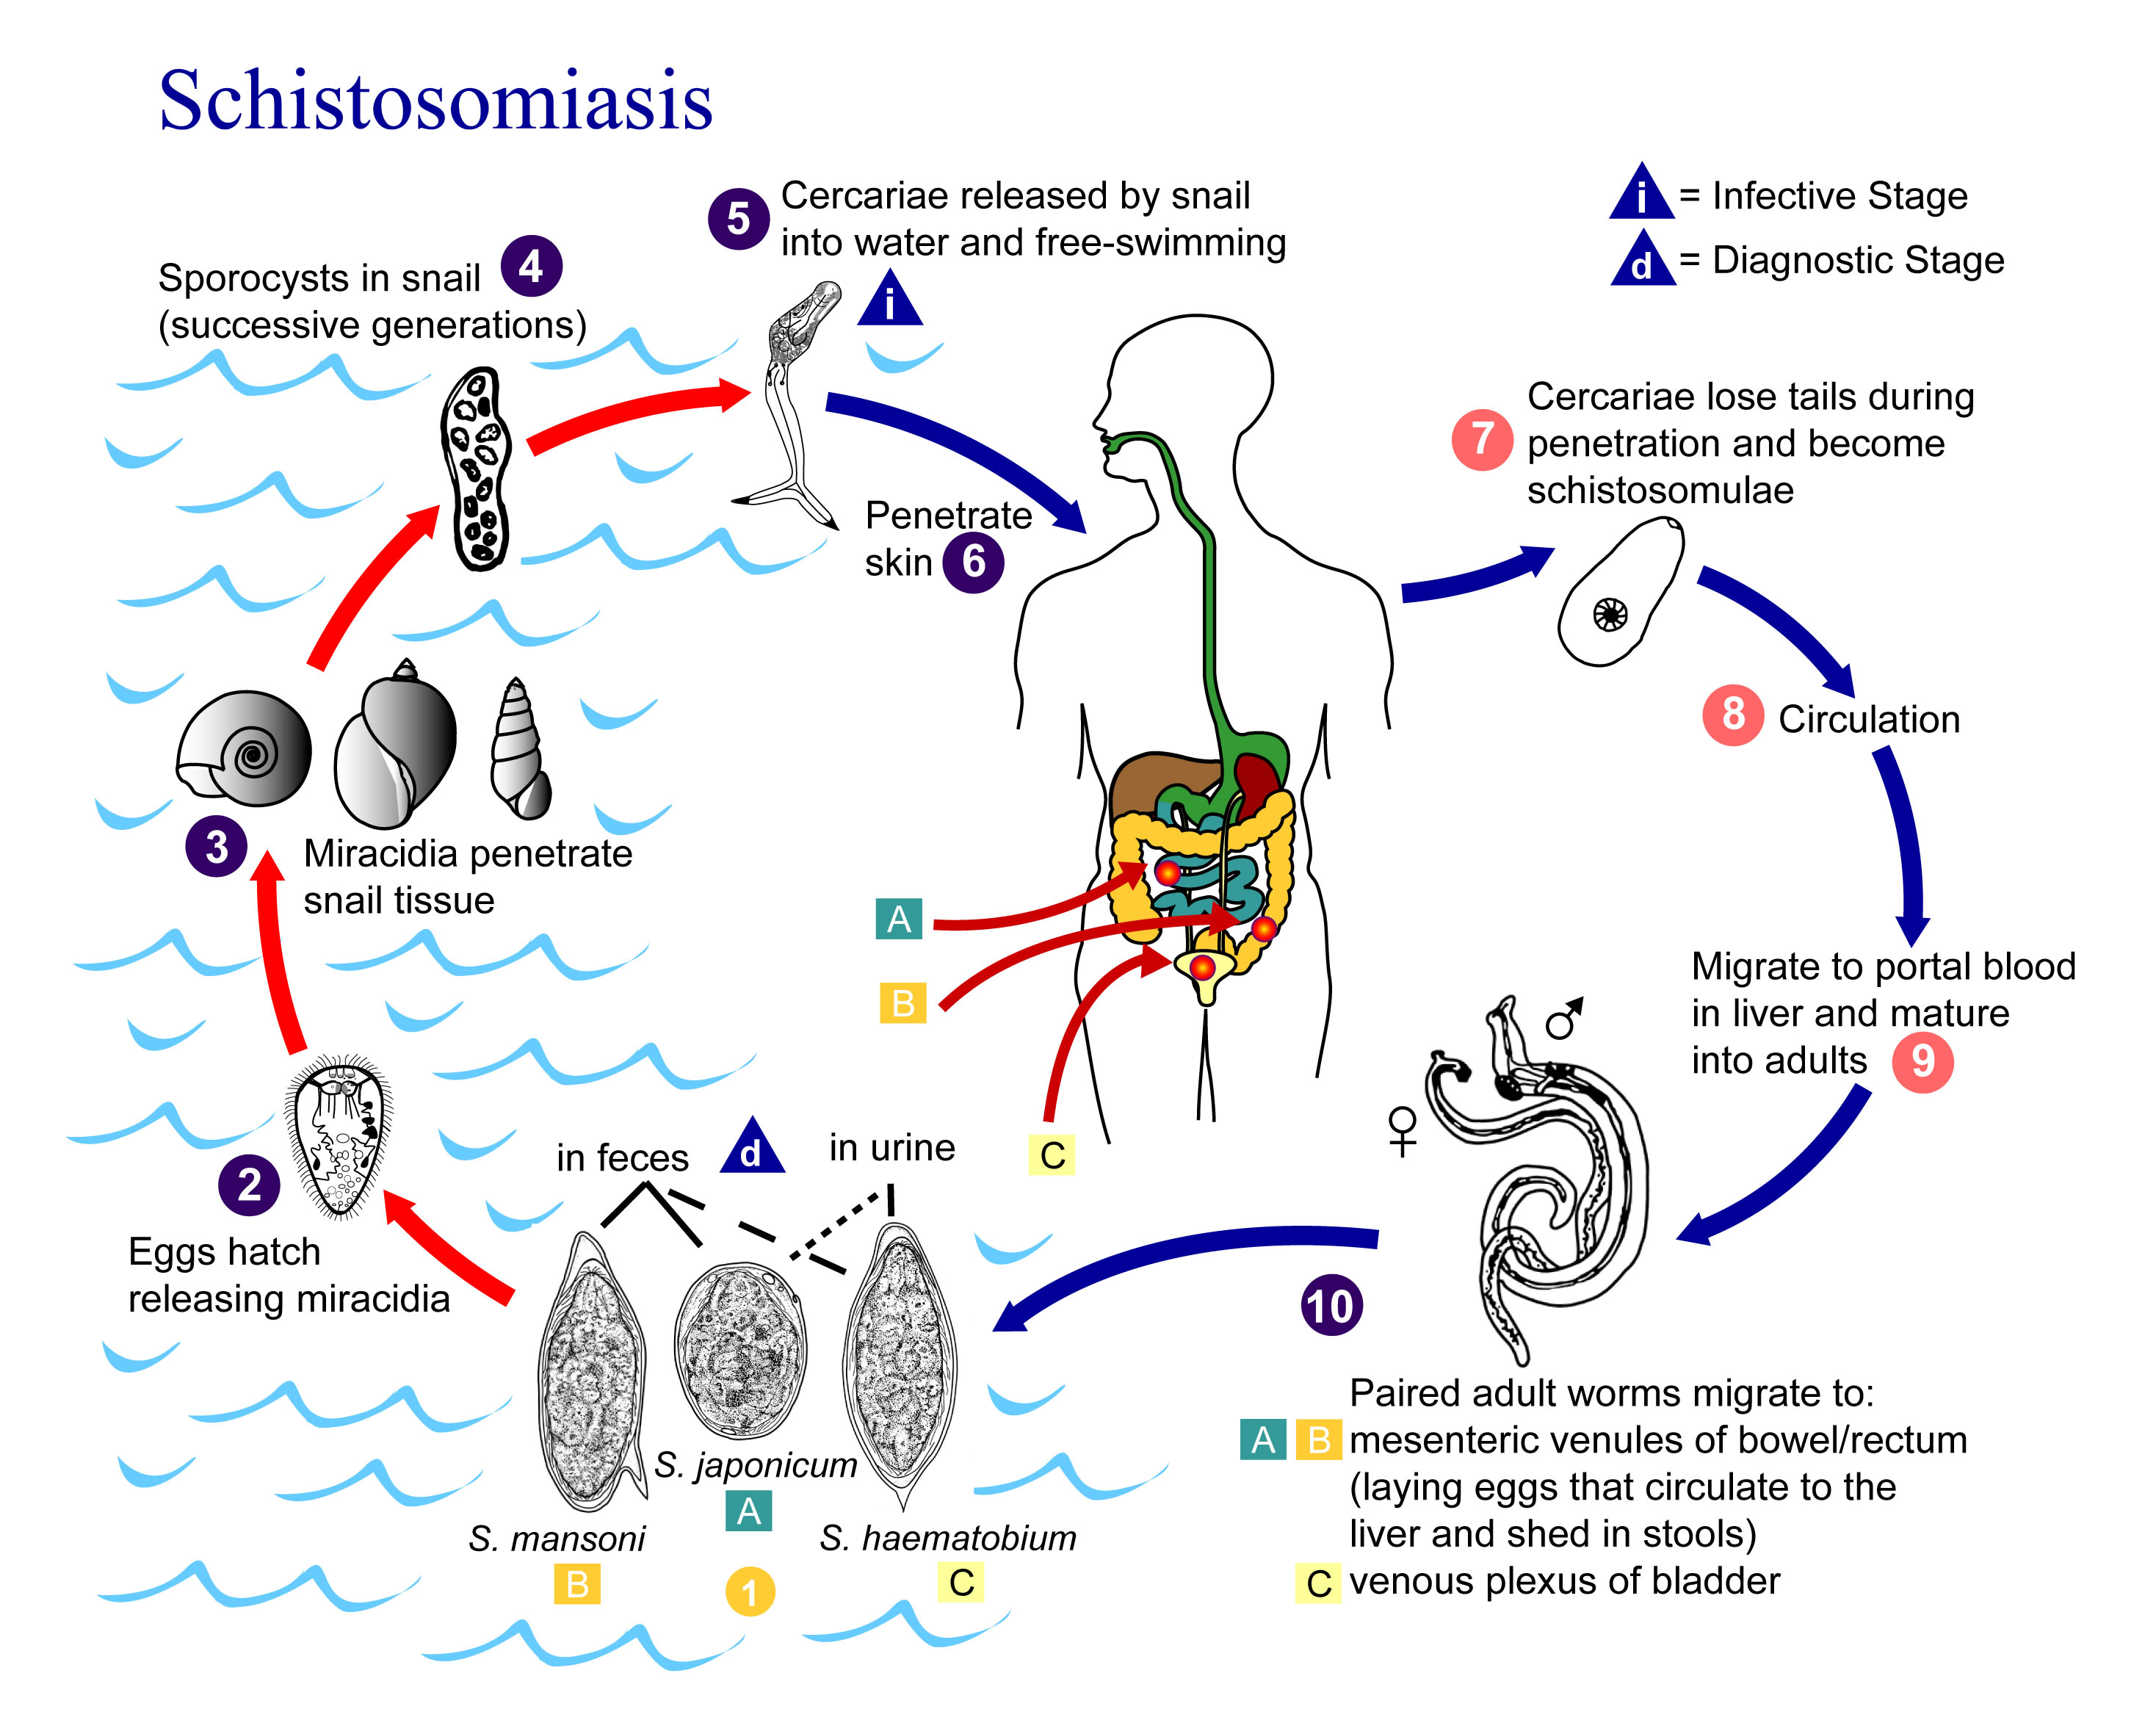 Schistosomiasis
i = Infective Stage
d = Diagnostic Stage
5 Cercariae released by snail
into water and free-swimming
i
Sporocysts in snail 4
(successive generations)
Penetrate
skin 6
7 Cercariae lose tails during
penetration and become
schistosomulae
8 Circulation
3 Miracidia penetrate
snail tissue
A
B
C
Migrate to portal blood
in liver and mature
into adults 9
♂
♀
2
Eggs hatch
releasing miracidia
in feces
d
in urine
10
Paired adult worms migrate to:
A B mesenteric venules of bowel/rectum
(laying eggs that circulate to the
liver and shed in stools)
C venous plexus of bladder
S. japonicum
A
S. mansoni
B
S. haematobium
C
1